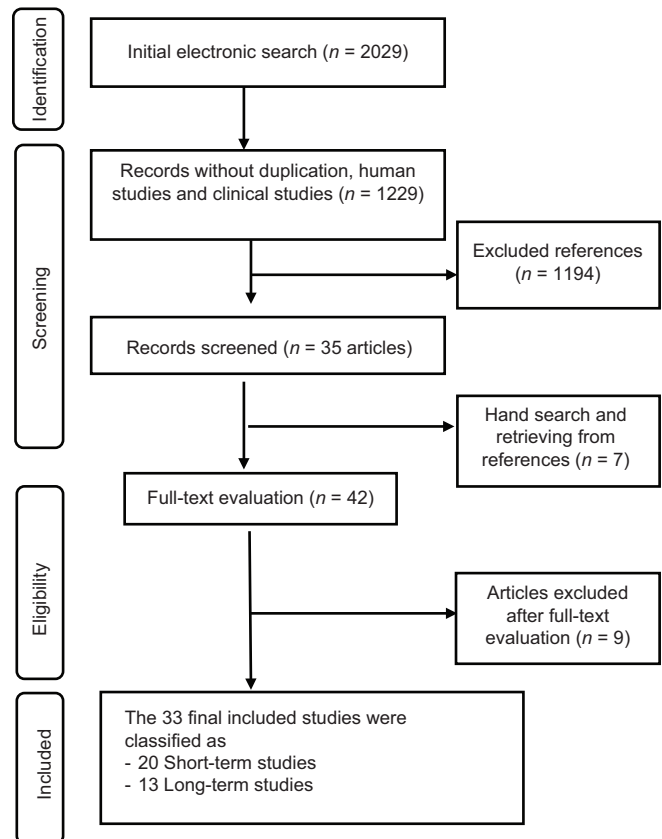 Identification
Initial electronic search (n = 2029)
Screening
Records without duplication, human
studies and clinical studies (n = 1229)
Excluded references
(n = 1194)
Records screened (n = 35 articles)
Hand search and
retrieving from
references (n = 7)
Full-text evaluation (n = 42)
Eligibility
Articles excluded
after full-text
evaluation (n = 9)
Included
The 33 final included studies were
classified as
- 20 Short-term studies
- 13 Long-term studies